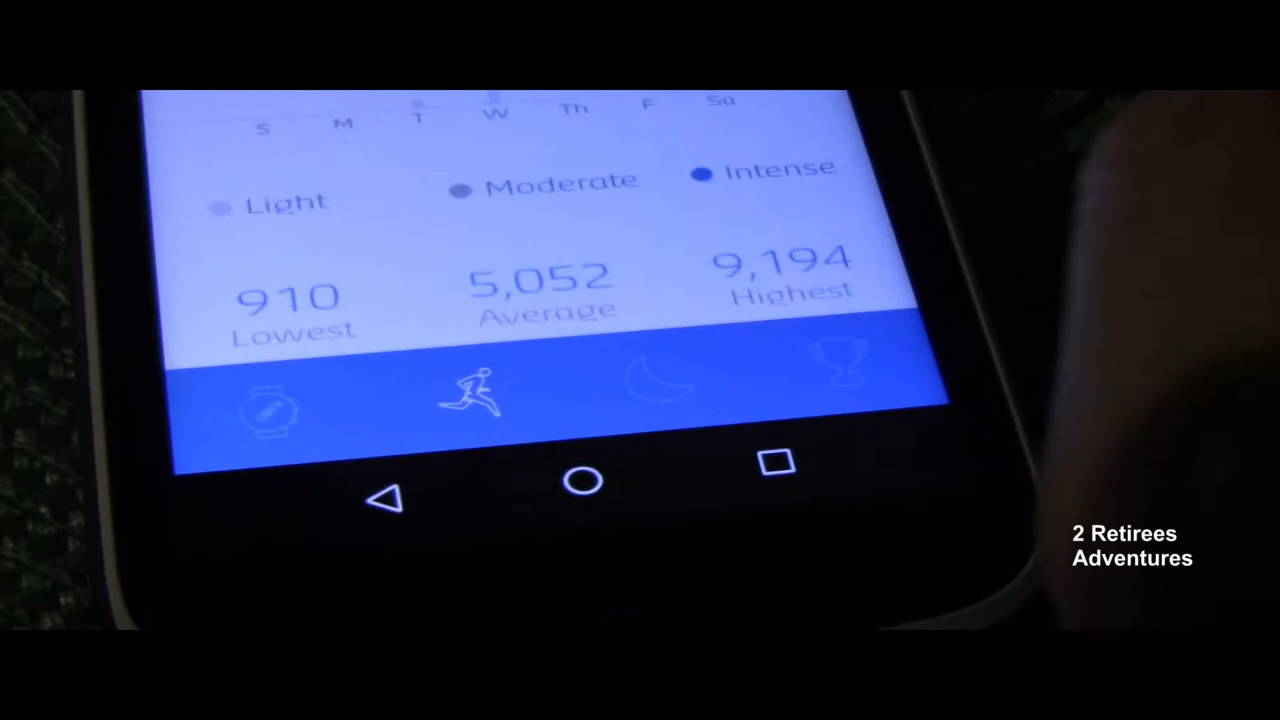 S M T W Th F Sa
Light Moderate Intense
910 5,052 9,194
Lowest Average Highest
2 Retirees
Adventures